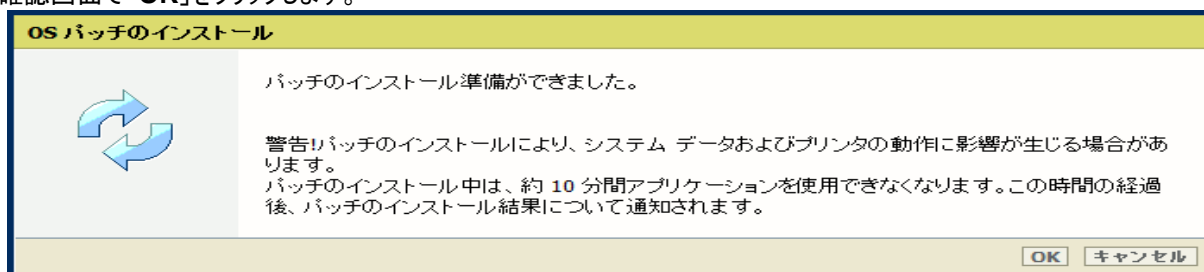 確認画面で「OK」をクリックします。
OS パッチのインストール
パッチのインストール準備ができました。
警告!パッチのインストールにより、システム データおよびプリンタの動作に影響が生じる場合があ
ります。
パッチのインストール中は、約 10 分間アプリケーションを使用できなくなります。この時間の経過
後、パッチのインストール結果について通知されます。
OK キャンセル